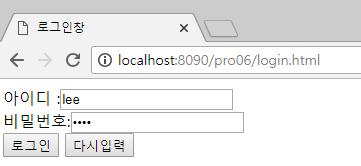 로그인창
localhost:8090/pro06/login.html
아이디 :lee
비밀번호:••••
로그인 다시입력